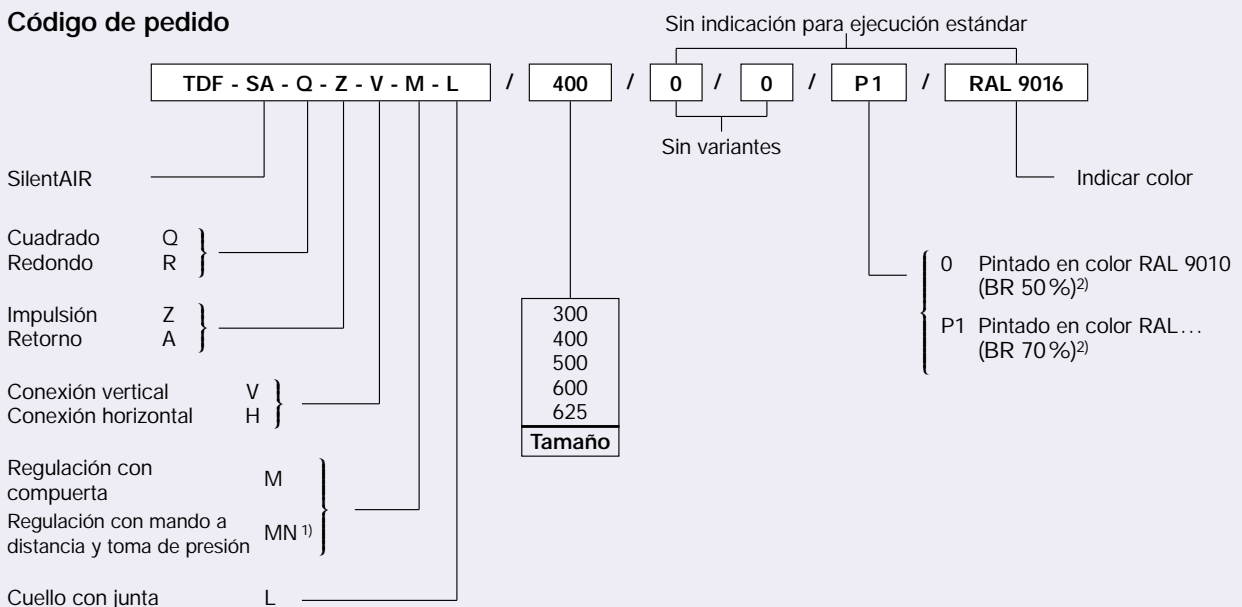 Código de pedido
Sin indicación para ejecución estándar
TDF - SA - Q - Z - V - M - L / 400 / 0 / 0 / P1 / RAL 9016
Sin variantes
SilentAIR
Indicar color
Cuadrado Q
Redondo R
0 Pintado en color RAL 9010
(BR 50%)2)
P1 Pintado en color RAL...
(BR 70%)2)
Impulsión Z
Retorno A
300
400
500
600
625
Tamaño
Conexión vertical V
Conexión horizontal H
Regulación con
compuerta M
Regulación con mando a
distancia y toma de presión MN 1)
Cuello con junta L